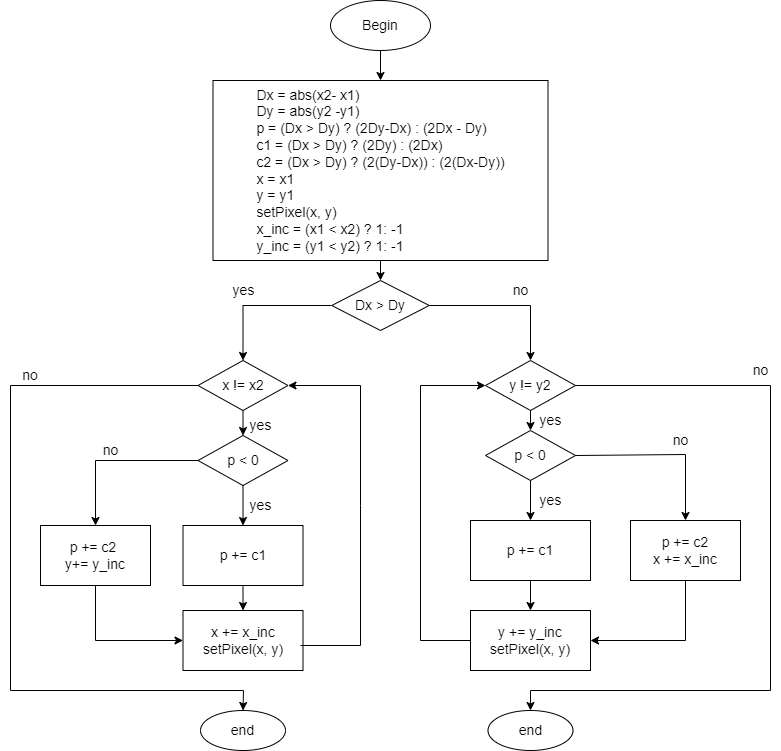 Begin
Dx = abs(x2- x1)
Dy = abs(y2 -y1)
p = (Dx > Dy) ? (2Dy-Dx) : (2Dx - Dy)
c1 = (Dx > Dy) ? (2Dy) : (2Dx)
c2 = (Dx > Dy) ? (2(Dy-Dx)) : (2(Dx-Dy))
x = x1
y = y1
setPixel(x, y)
x_inc = (x1 < x2) ? 1: -1
y_inc = (y1 < y2) ? 1: -1
yes
Dx > Dy
no
no
x != x2
yes
no
p < 0
yes
p += c2
y+= y_inc
p += c1
x += x_inc
setPixel(x, y)
end
y != y2
no
yes
p < 0
no
yes
p += c1
p += c2
x += x_inc
y += y_inc
setPixel(x, y)
end